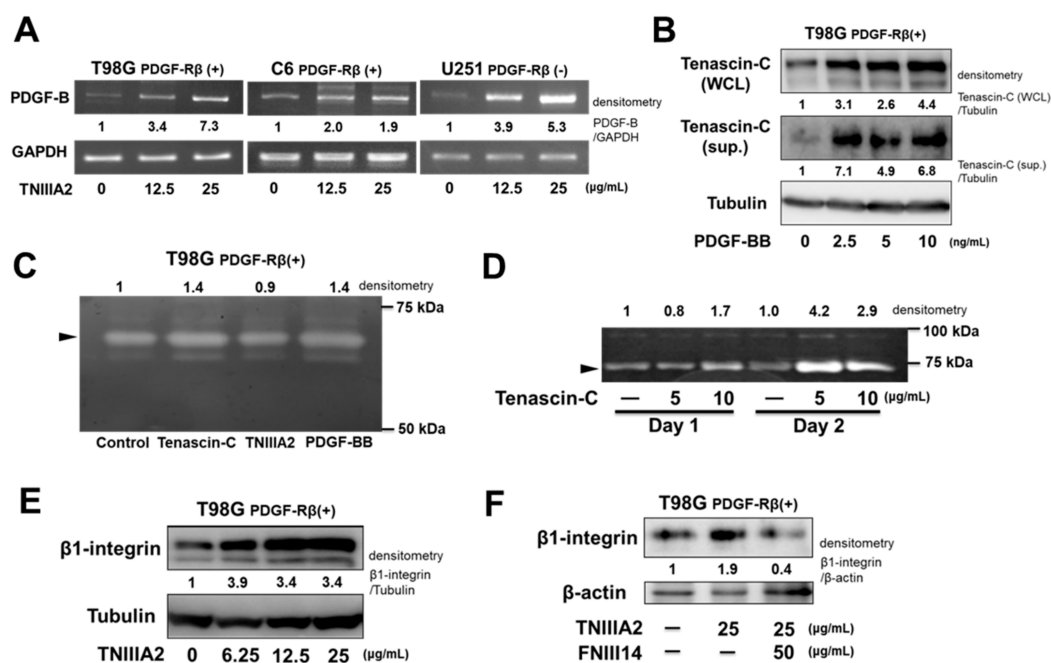 A
T98G PDGF-Rβ (+)
C6 PDGF-Rβ (+)
U251 PDGF-Rβ (-)
PDGF-B
densitometry
1 3.4 7.3 1 2.0 1.9 1 3.9 5.3
PDGF-B
/GAPDH
GAPDH
TNIIIA2 0 12.5 25 0 12.5 25 0 12.5 25 (μg/mL)
B
T98G PDGF-Rβ(+)
Tenascin-C
(WCL)
densitometry
1 3.1 2.6 4.4
Tenascin-C (WCL)
/Tubulin
Tenascin-C
(sup.)
1 7.1 4.9 6.8
Tenascin-C (sup.)
/Tubulin
Tubulin
PDGF-BB 0 2.5 5 10 (ng/mL)
C
T98G PDGF-Rβ(+)
1 1.4 0.9 1.4 densitometry
75 kDa
50 kDa
Control Tenascin-C TNIIIA2 PDGF-BB
D
1 0.8 1.7 1.0 4.2 2.9 densitometry
100 kDa
75 kDa
Tenascin-C — 5 10 — 5 10 (μg/mL)
Day 1 Day 2
E
T98G PDGF-Rβ(+)
β1-integrin
densitometry
1 3.9 3.4 3.4
β1-integrin
/Tubulin
Tubulin
TNIIIA2 0 6.25 12.5 25 (μg/mL)
F
T98G PDGF-Rβ(+)
β1-integrin
densitometry
1 1.9 0.4
β1-integrin
/β-actin
β-actin
TNIIIA2 — 25 25 (μg/mL)
FNIII14 — — 50 (μg/mL)